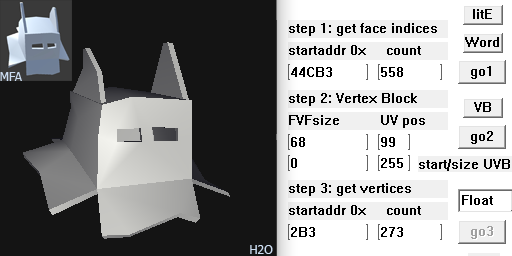 MFA
H2O
litE
step 1: get face indices
startaddr 0x count
Word
44CB3 558
go1
step 2: Vertex Block
VB
FVFsize UV pos
68 99
go2
0 255 start/size UVB
step 3: get vertices
Float
startaddr 0x count
2B3 273
go3